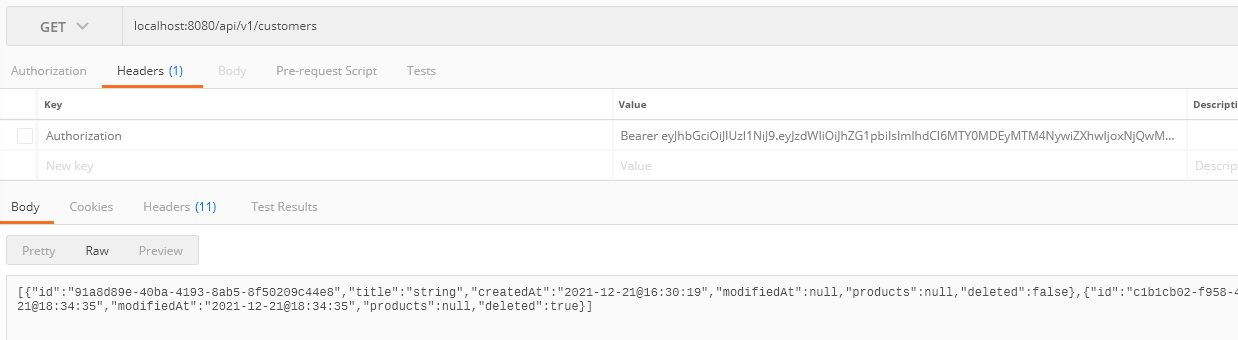 GET
localhost:8080/api/v1/customers
Authorization Headers (1) Body Pre-request Script Tests
Key Value Descripti
Authorization Bearer eyJhbGciOiJIUzI1NiJ9.eyJzdWIiOiJhZG1pbiIsImlhdCI6MTY0MDEyMTM4NywiZXhwIjoxNjQwM...
New key Value Descrip
Body Cookies Headers (11) Test Results
Pretty Raw Preview
[{"id":"91a8d89e-40ba-4193-8ab5-8f50209c44e8","title":"string","createdAt":"2021-12-21@16:30:19","modifiedAt":null,"products":null,"deleted":false},{"id":"c1b1cb02-f958-4
21@18:34:35","modifiedAt":"2021-12-21@18:34:35","products":null,"deleted":true}]